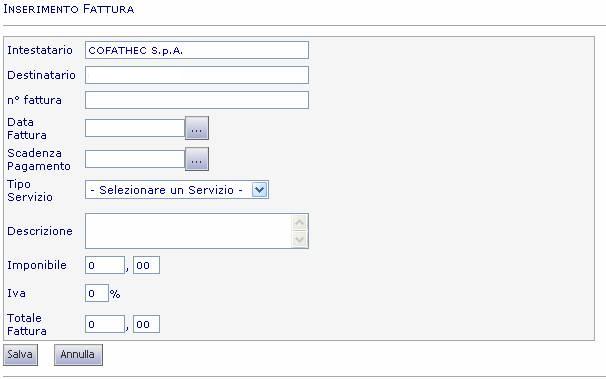 Inserimento Fattura
Intestatario COFATHEC S.p.A.
Destinatario
n° fattura
Data
Fattura ...
Scadenza
Pagamento ...
Tipo
Servizio - Selezionare un Servizio -
Descrizione
Imponibile 0 , 00
Iva 0 %
Totale
Fattura 0 , 00
Salva Annulla